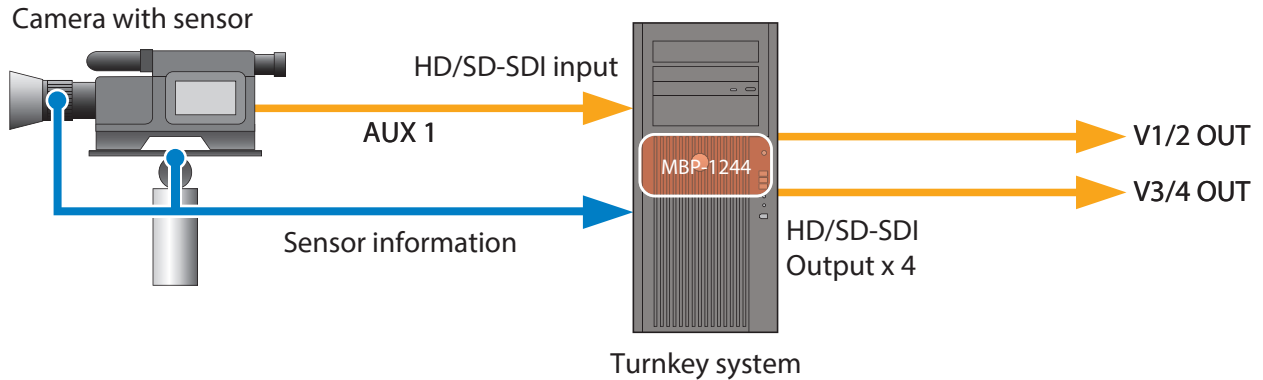 Camera with sensor
HD/SD-SDI input
AUX 1
MBP-1244
V1/2 OUT
V3/4 OUT
Sensor information
HD/SD-SDI
Output x 4
Turnkey system